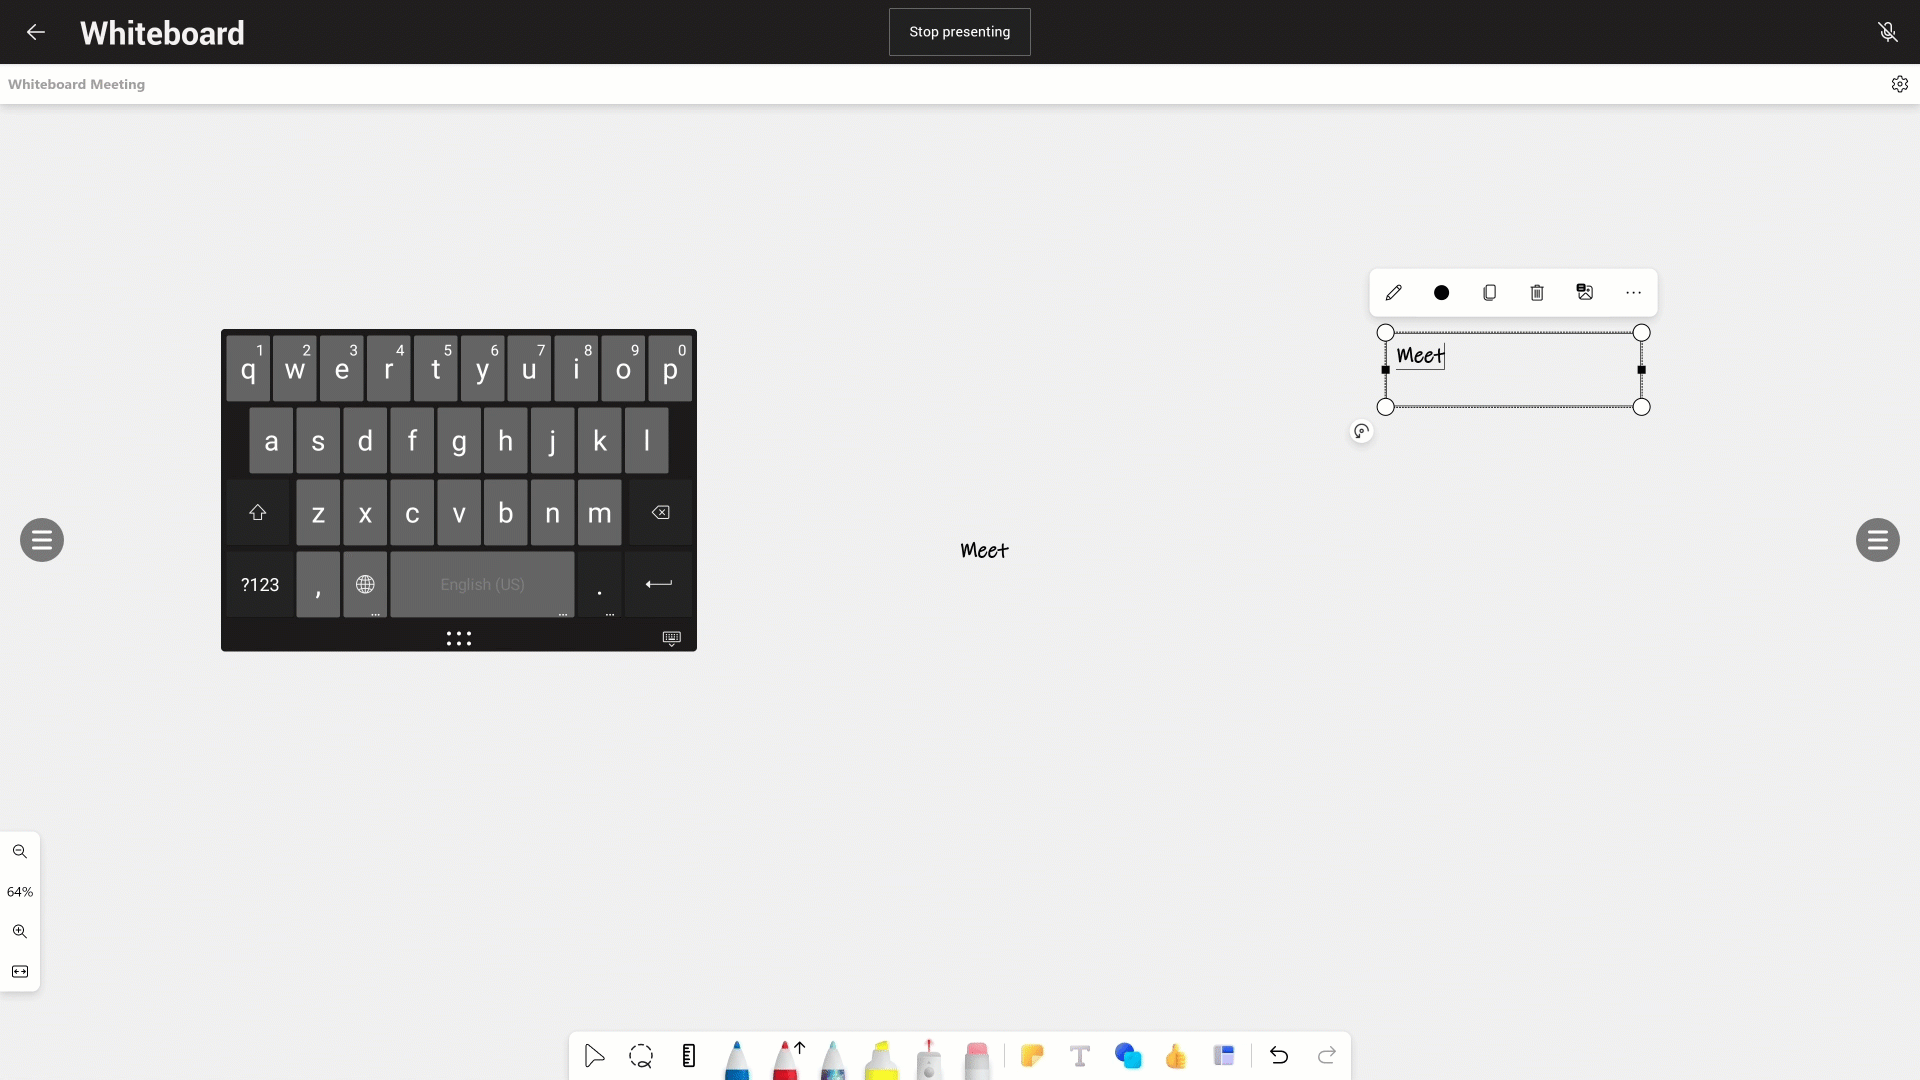 Whiteboard
Stop presenting
Whiteboard Meeting
Meet
1 2 3 4 5 6 7 8 9 0
q w e r t y u i o p
a s d f g h j k l
z x c v b n m
?123 , English (US) .
Meet
64%